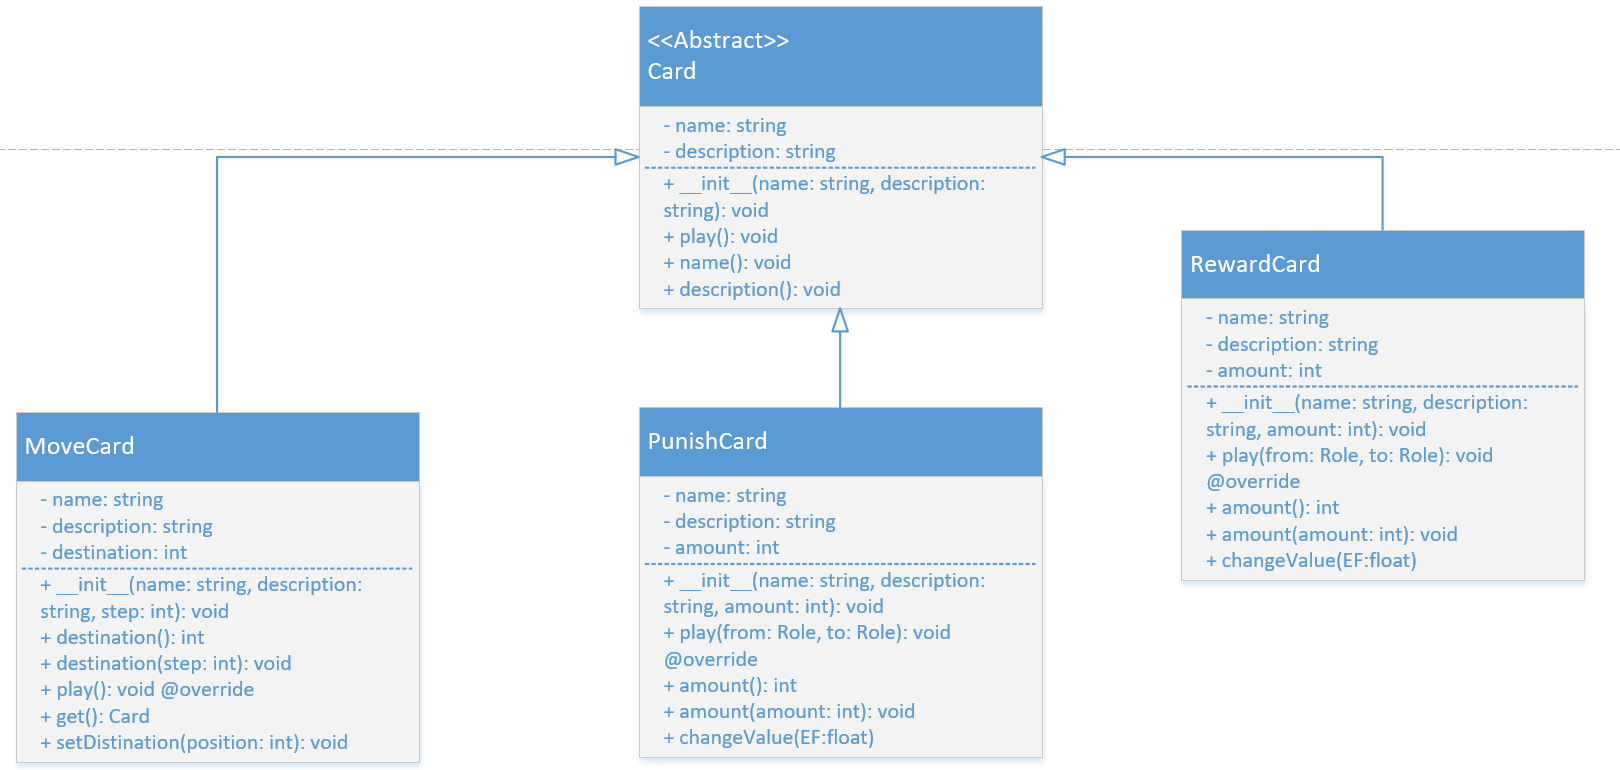 <<Abstract>>
Card
- name: string
- description: string
+ __init__(name: string, description:
string): void
+ play(): void
+ name(): void
+ description(): void
MoveCard
- name: string
- description: string
- destination: int
+ __init__(name: string, description:
string, step: int): void
+ destination(): int
+ destination(step: int): void
+ play(): void @override
+ get(): Card
+ setDistination(position: int): void
PunishCard
- name: string
- description: string
- amount: int
+ __init__(name: string, description:
string, amount: int): void
+ play(from: Role, to: Role): void
@override
+ amount(): int
+ amount(amount: int): void
+ changeValue(EF:float)
RewardCard
- name: string
- description: string
- amount: int
+ __init__(name: string, description:
string, amount: int): void
+ play(from: Role, to: Role): void
@override
+ amount(): int
+ amount(amount: int): void
+ changeValue(EF:float)